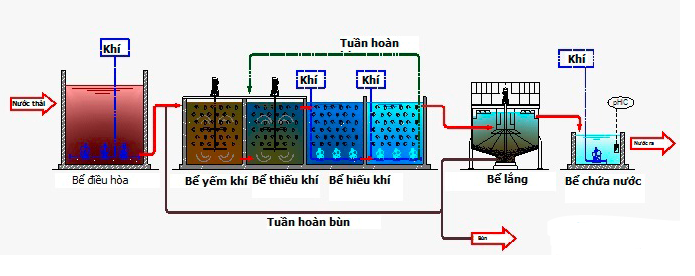 Tuần hoàn
Khí
Khí
Khí
Khí
pHC
Nước thải
Nước ra
Bể điều hòa
Bể yếm khí
Bể thiếu khí
Bể hiếu khí
Bể lắng
Bể chứa nước
Tuần hoàn bùn
Bùn